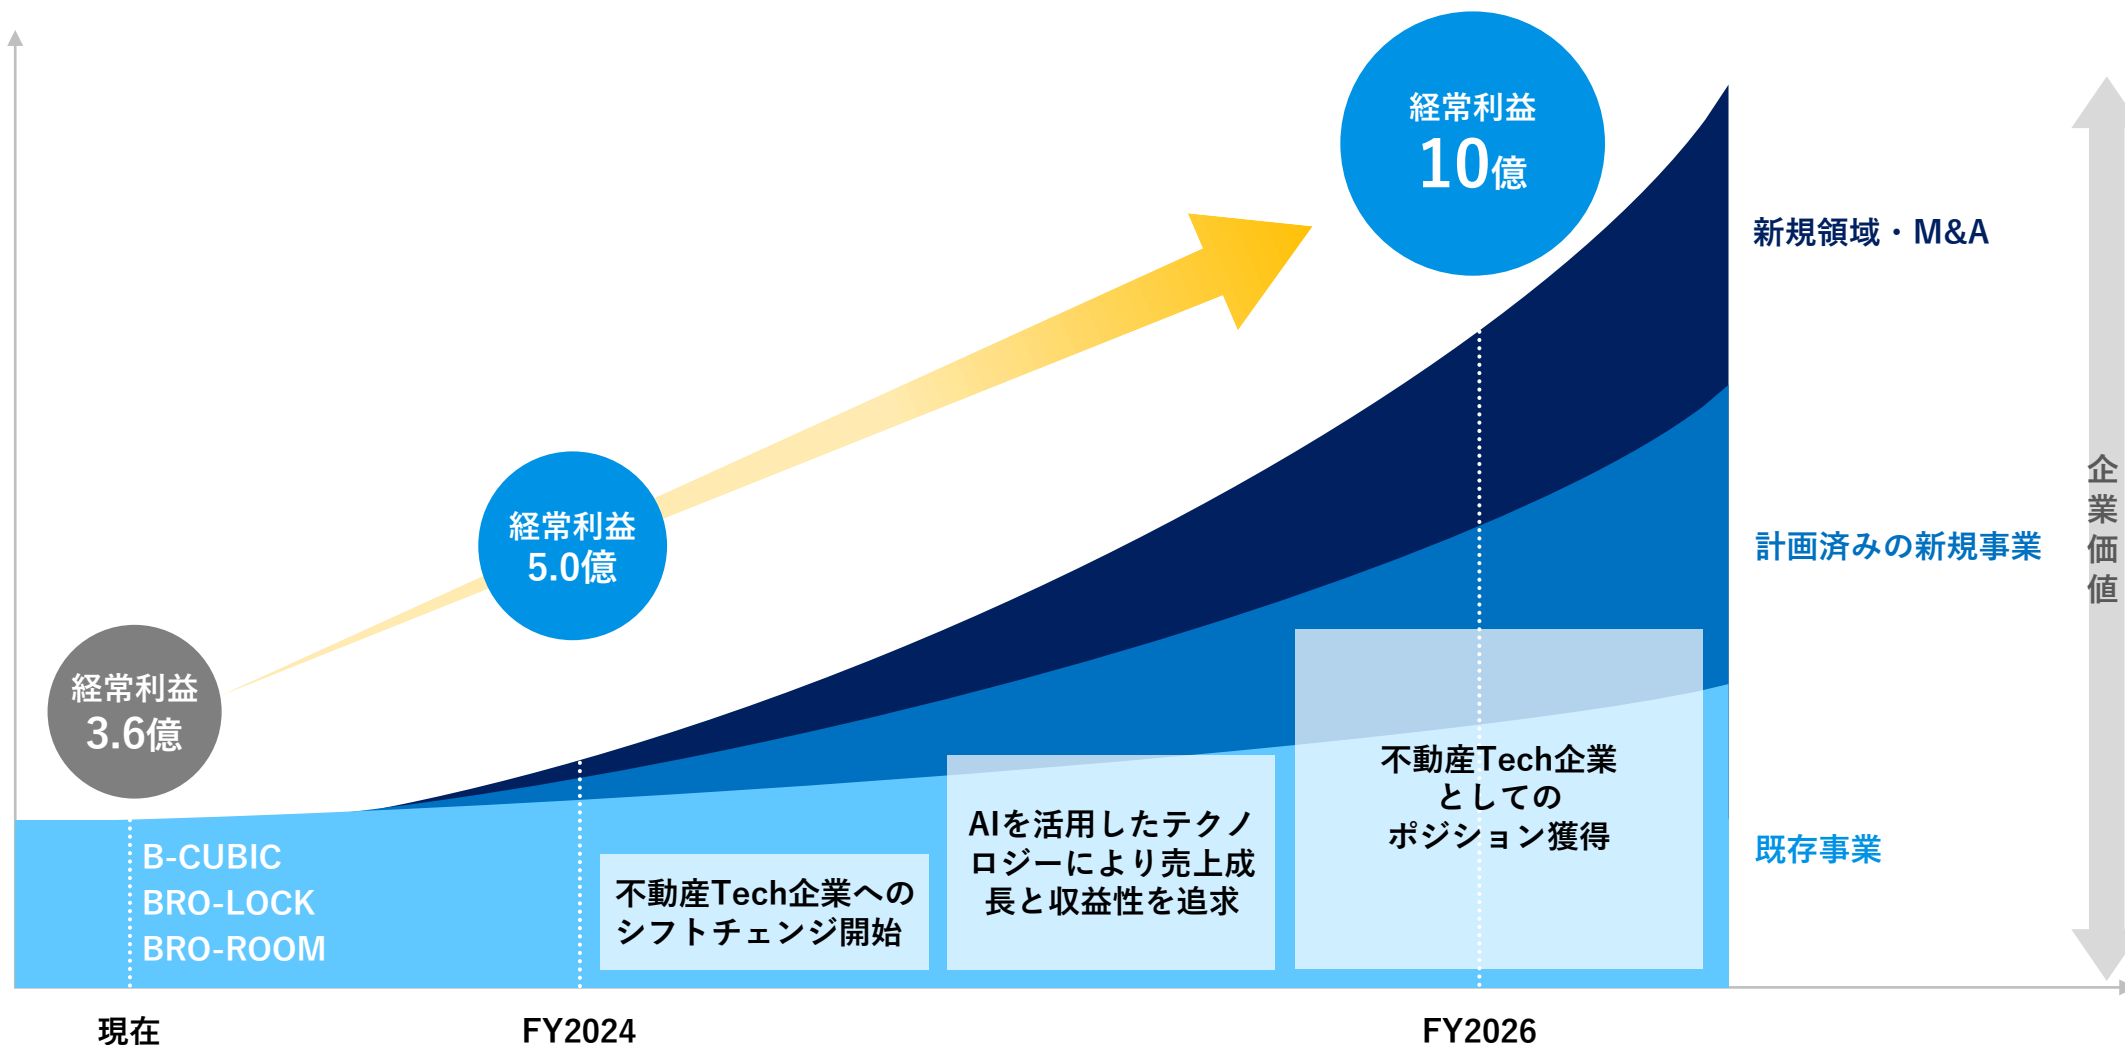 経常利益
10億
新規領域・M&A
経常利益
5.0億
計画済みの新規事業
企業価値
経常利益
3.6億
B-CUBIC
BRO-LOCK
BRO-ROOM
不動産Tech企業への
シフトチェンジ開始
AIを活用したテクノ
ロジーにより売上成
長と収益性を追求
不動産Tech企業
としての
ポジション獲得
既存事業
現在
FY2024
FY2026